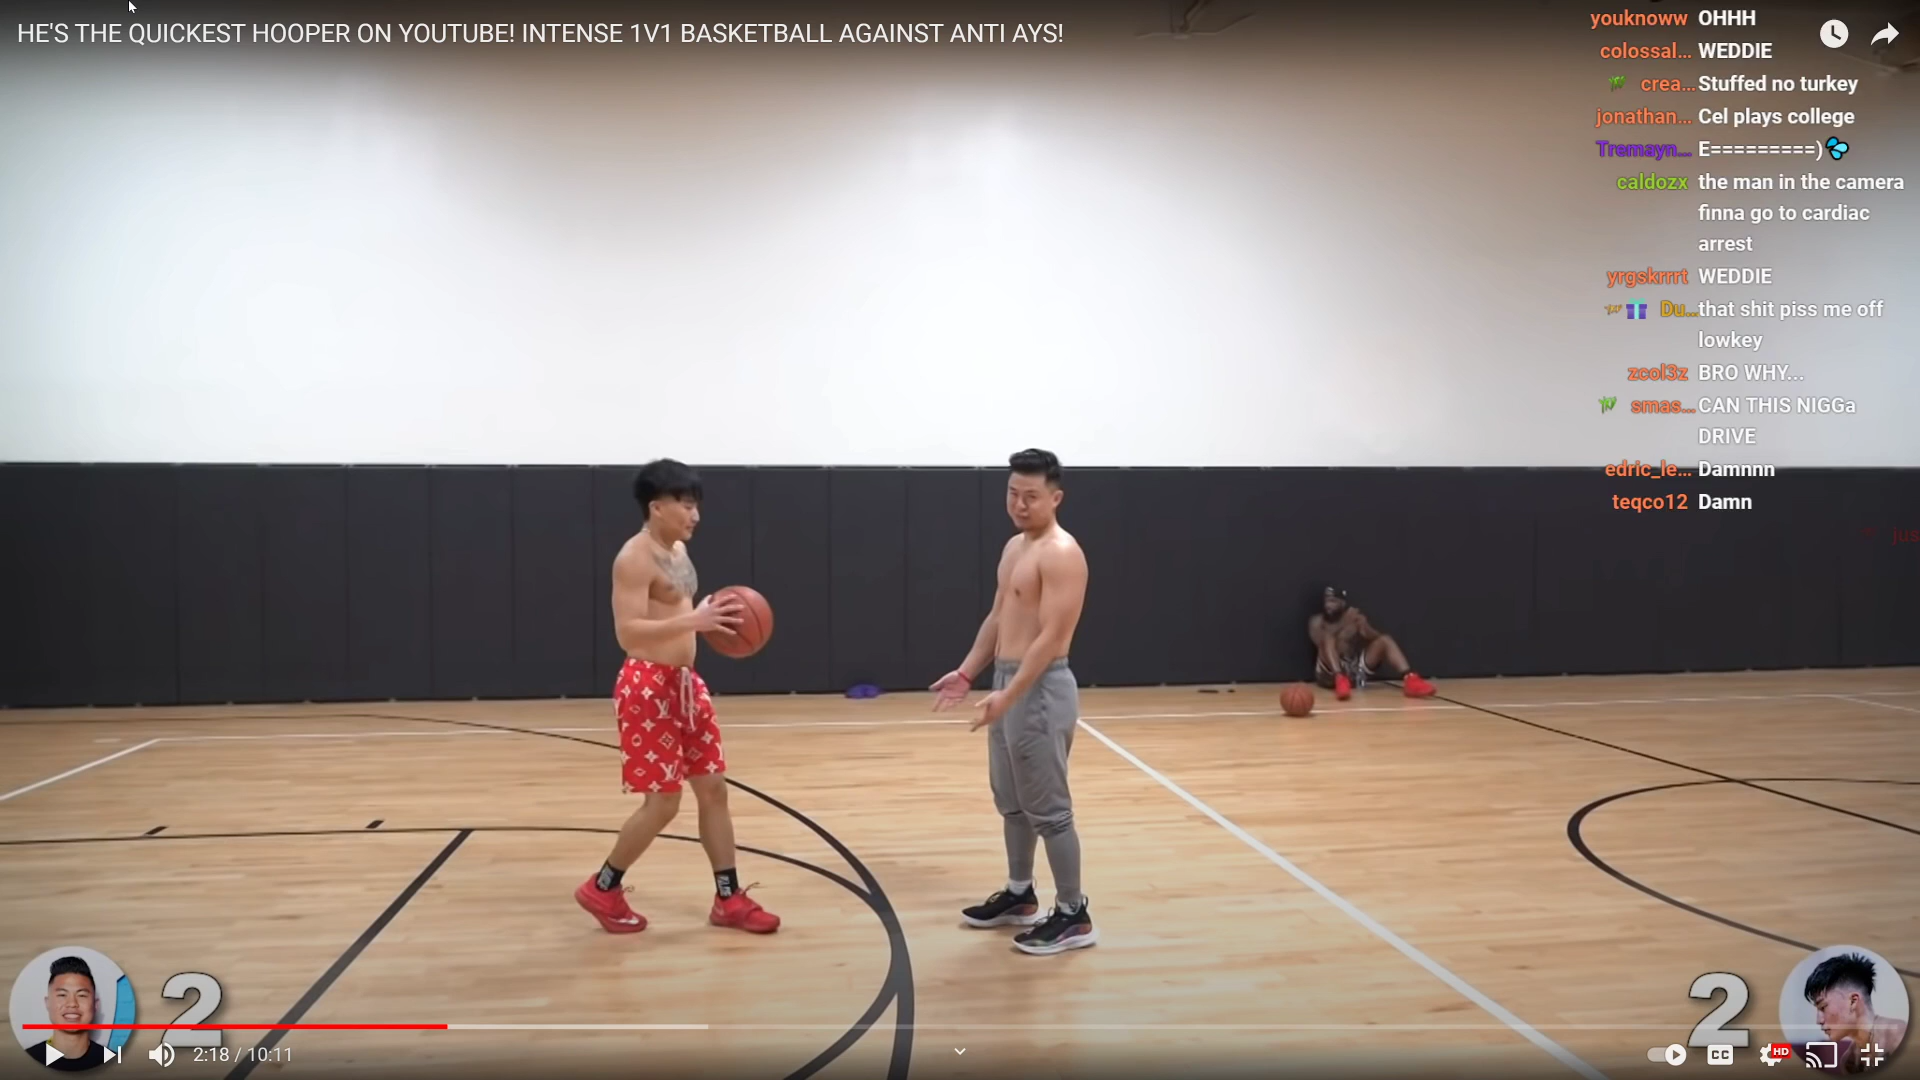 HE'S THE QUICKEST HOOPER ON YOUTUBE! INTENSE 1V1 BASKETBALL AGAINST ANTI AYS!
youknoww OHHH
colossal... WEDDIE
crea... Stuffed no turkey
jonathan... Cel plays college
Tremayn... E=========)💦
caldozx the man in the camera
finna go to cardiac
arrest
yrgskrrrt WEDDIE
Du... that shit piss me off
lowkey
zcol3z BRO WHY...
smas... CAN THIS NIGGa
DRIVE
edric_le... Damnnn
teqco12 Damn
jus
2
2
2:18 / 10:11
CC
HD